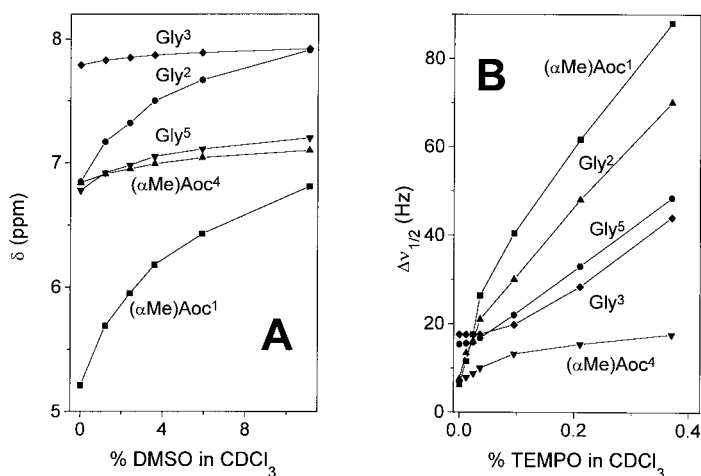 A
8
7
6
5
δ (ppm)
Gly³
Gly²
Gly⁵
(αMe)Aoc⁴
(αMe)Aoc¹
0
4
8
% DMSO in CDCl₃
B
80
60
40
20
0
Δν₁/₂ (Hz)
(αMe)Aoc¹
Gly²
Gly⁵
Gly³
(αMe)Aoc⁴
0.0
0.2
0.4
% TEMPO in CDCl₃